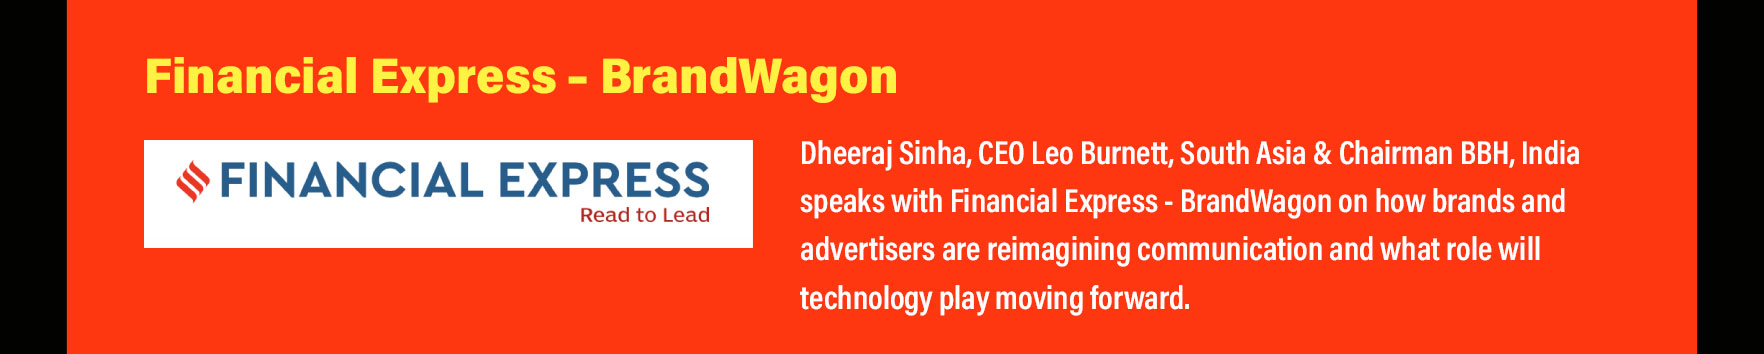 Financial Express - BrandWagon
FINANCIAL EXPRESS
Read to Lead
Dheeraj Sinha, CEO Leo Burnett, South Asia & Chairman BBH, India
speaks with Financial Express - BrandWagon on how brands and
advertisers are reimagining communication and what role will
technology play moving forward.